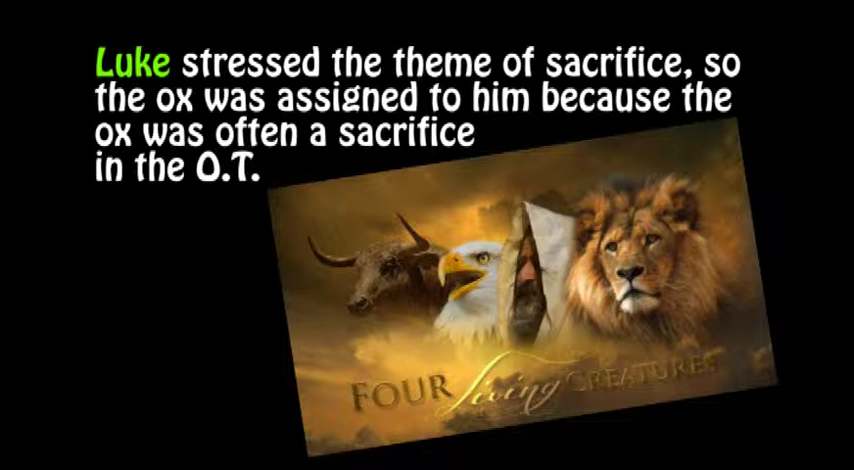 Luke stressed the theme of sacrifice, so
the ox was assigned to him because the
ox was often a sacrifice
in the O.T.
FOUR Living CREATURES